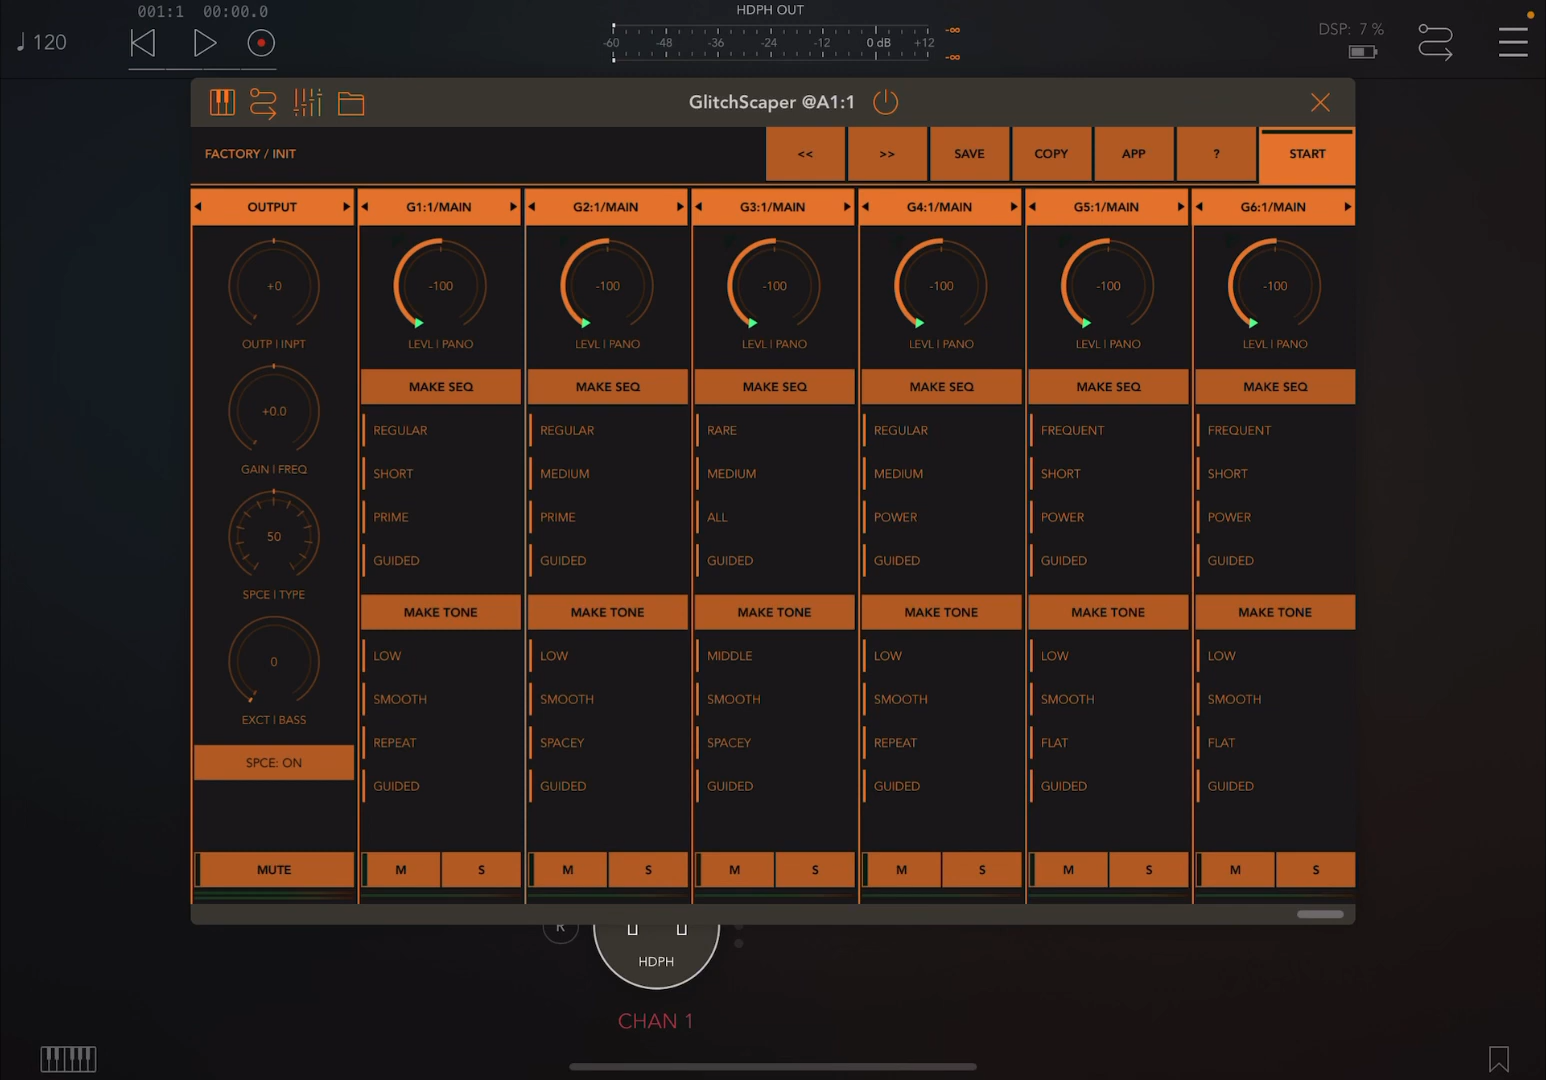 001:1 00:00.0
HDPH OUT
♩ 120
-60 -48 -36 -24 -12 0 dB +12
-∞
-∞
DSP: 7 %
GlitchScaper @A1:1
FACTORY / INIT
<< >> SAVE COPY APP ? START
OUTPUT G1:1/MAIN G2:1/MAIN G3:1/MAIN G4:1/MAIN G5:1/MAIN G6:1/MAIN
+0 -100 -100 -100 -100 -100 -100
OUTP | INPT LEVL | PANO LEVL | PANO LEVL | PANO LEVL | PANO LEVL | PANO LEVL | PANO
MAKE SEQ MAKE SEQ MAKE SEQ MAKE SEQ MAKE SEQ MAKE SEQ
+0.0
REGULAR REGULAR RARE REGULAR FREQUENT FREQUENT
GAIN | FREQ
SHORT MEDIUM MEDIUM MEDIUM SHORT SHORT
PRIME PRIME ALL POWER POWER POWER
50
GUIDED GUIDED GUIDED GUIDED GUIDED GUIDED
SPCE | TYPE
MAKE TONE MAKE TONE MAKE TONE MAKE TONE MAKE TONE MAKE TONE
0
LOW LOW MIDDLE LOW LOW LOW
SMOOTH SMOOTH SMOOTH SMOOTH SMOOTH SMOOTH
EXCT | BASS
REPEAT SPACEY SPACEY REPEAT FLAT FLAT
SPCE: ON
GUIDED GUIDED GUIDED GUIDED GUIDED GUIDED
MUTE M S M S M S M S M S M S
R
HDPH
CHAN 1